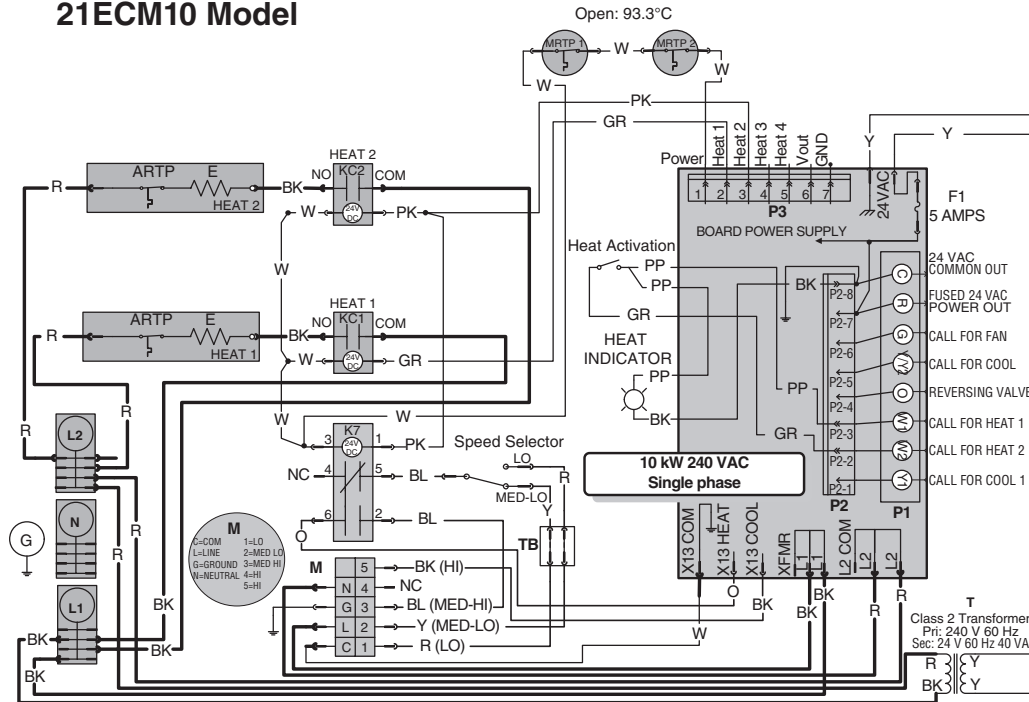 21ECM10 Model
Open: 93.3°C
MRTP 1
W
MRTP 2
W
W
PK
GR
Y
Y
HEAT 2
NO
KC2
COM
24V
DC
R
ARTP
E
HEAT 2
BK
W
PK
Power
Heat 1
Heat 2
Heat 3
Heat 4
Vout
GND
1 2 3 4 5 6 7
P3
24VAC
F1
5 AMPS
BOARD POWER SUPPLY
Heat Activation
PP
PP
GR
HEAT
INDICATOR
PP
BK
W
HEAT 1
NO
KC1
COM
24V
DC
R
ARTP
E
HEAT 1
BK
W
GR
BK
PP
GR
P2-8
P2-7
P2-6
P2-5
P2-4
P2-3
P2-2
P2-1
P2
C
R
G
Y/Y2
O
W1
W2
Y1
P1
24 VAC
COMMON OUT
FUSED 24 VAC
POWER OUT
CALL FOR FAN
CALL FOR COOL
REVERSING VALVE
CALL FOR HEAT 1
CALL FOR HEAT 2
CALL FOR COOL 1
R
R
W
W
K7
3
24V
DC
1
PK
NC
4
5
BL
6
2
BL
O
Speed Selector
LO
MED-LO
R
Y
TB
10 kW 240 VAC
Single phase
L2
N
L1
G
R
R
BK
BK
BK
BK
M
C=COM 1=LO
L=LINE 2=MED LO
G=GROUND 3=MED HI
N=NEUTRAL 4=HI
5=HI
M
5
BK (HI)
N 4
NC
G 3
BL (MED-HI)
L 2
Y (MED-LO)
C 1
R (LO)
X13 COM
X13 HEAT
X13 COOL
XFMR
L1
L1
L2 COM
L2
L2
W
O
BK
BK
BK
R
R
T
Class 2 Transformer
Pri: 240 V 60 Hz
Sec: 24 V 60 Hz 40 VA
R
Y
BK
Y